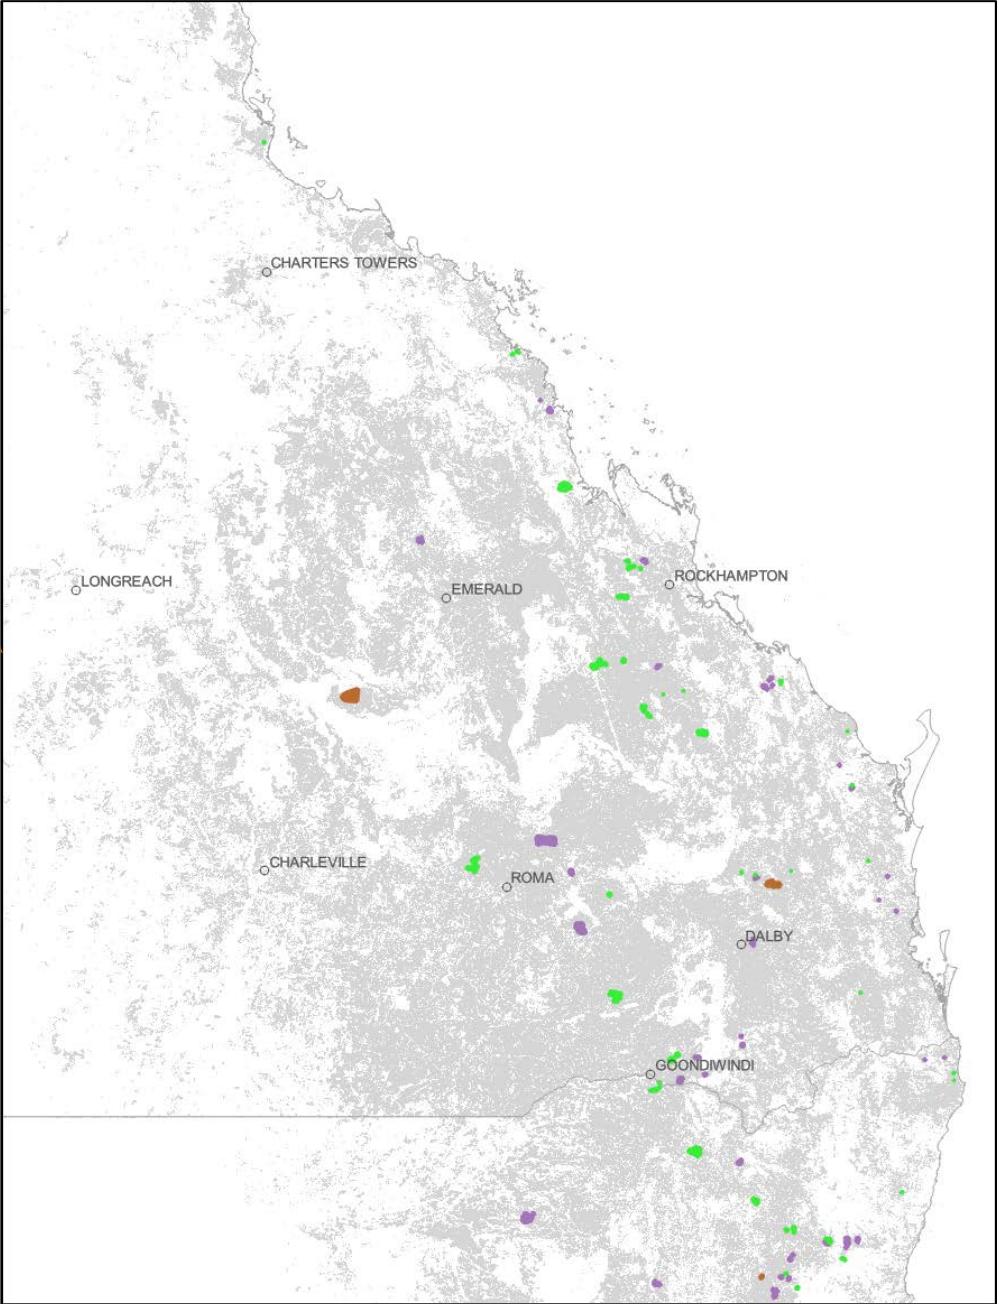 CHARTERS TOWERS
LONGREACH
EMERALD
ROCKHAMPTON
CHARLEVILLE
ROMA
DALBY
GOONDIWINDI